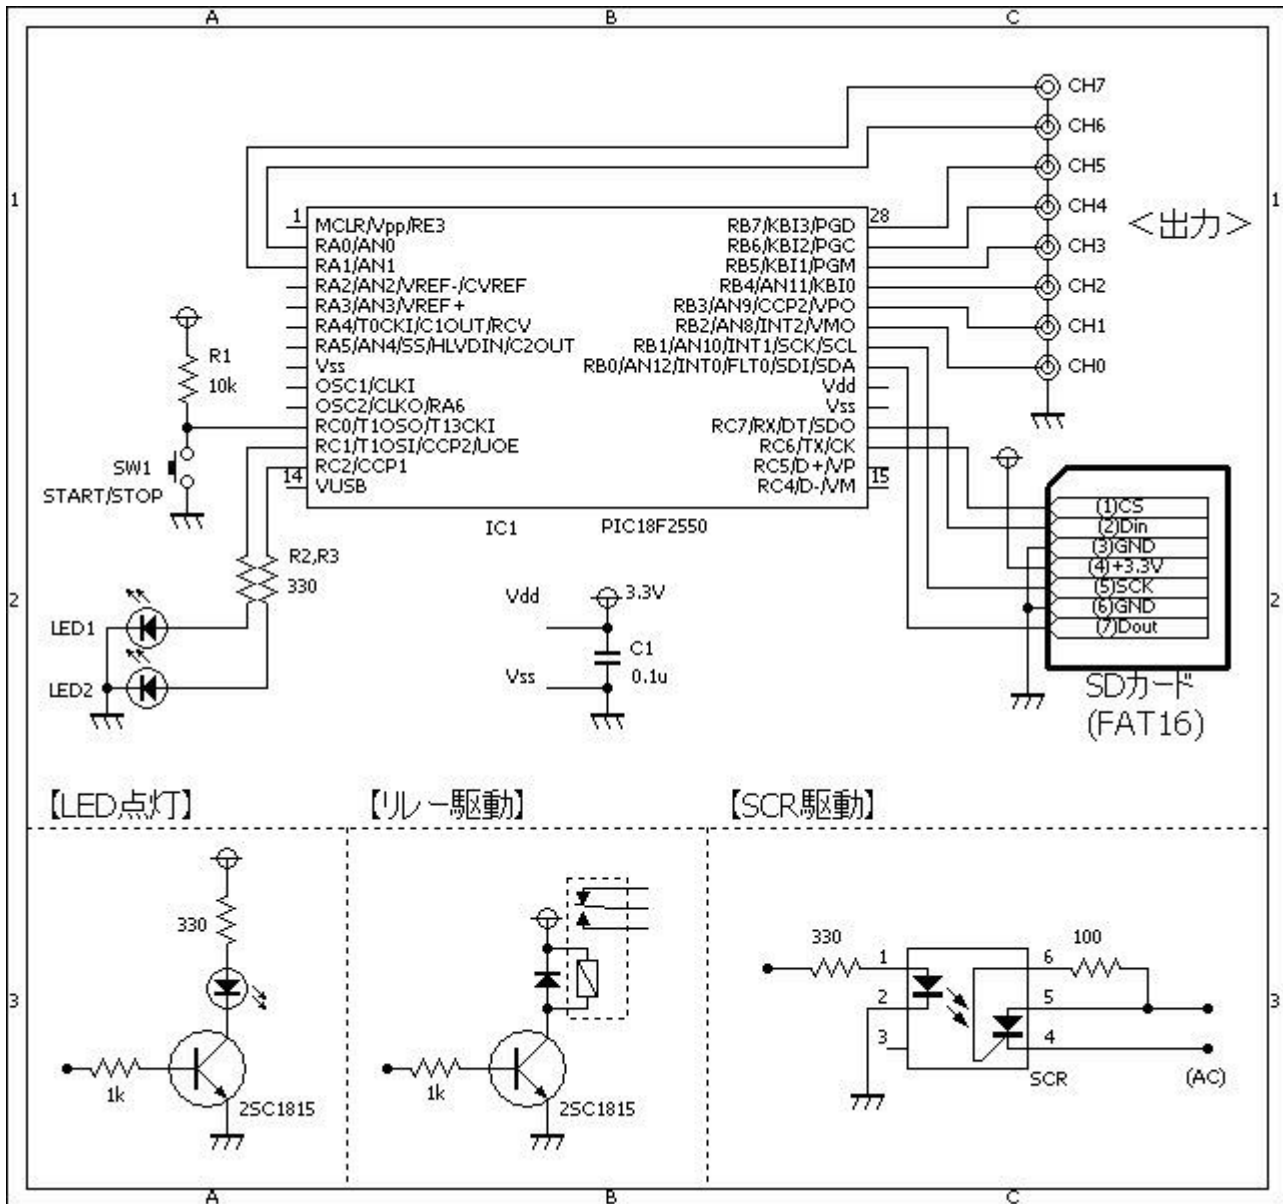 A B C
CH7
CH6
CH5
1 1
CH4
CH3
CH2
CH1
CH0
<出力>
1 28
MCLR/Vpp/RE3 RB7/KBI3/PGD
RA0/AN0 RB6/KBI2/PGC
RA1/AN1 RB5/KBI1/PGM
RA2/AN2/VREF-/CVREF RB4/AN11/KBI0
RA3/AN3/VREF+ RB3/AN9/CCP2/VPO
RA4/T0CKI/C1OUT/RCV RB2/AN8/INT2/VMO
RA5/AN4/SS/HLVDIN/C2OUT RB1/AN10/INT1/SCK/SCL
Vss RB0/AN12/INT0/FLT0/SDI/SDA
OSC1/CLKI Vdd
OSC2/CLKO/RA6 Vss
RC0/T1OSO/T13CKI RC7/RX/DT/SDO
RC1/T1OSI/CCP2/UOE RC6/TX/CK
RC2/CCP1 RC5/D+/VP
VUSB RC4/D-/VM
14 15
IC1 PIC18F2550
R1
10k
SW1
START/STOP
R2,R3
330
2 2
LED1
LED2
Vdd 3.3V
C1
Vss 0.1u
(1)CS
(2)Din
(3)GND
(4)+3.3V
(5)SCK
(6)GND
(7)Dout
SDカード
(FAT16)
【LED点灯】 【リレー駆動】 【SCR駆動】
3 3
330
1k
2SC1815
1k
2SC1815
330 1 6 100
2 5
3 4
SCR (AC)
A B C